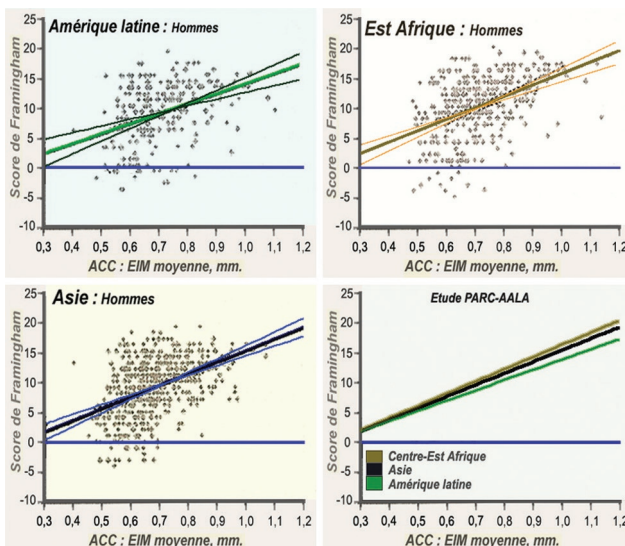 Amérique latine : Hommes
Score de Framingham
25
20
15
10
5
0
-5
-10
0,3 0,4 0,5 0,6 0,7 0,8 0,9 1,0 1,1 1,2
ACC : EIM moyenne, mm.
Est Afrique : Hommes
Score de Framingham
25
20
15
10
5
0
-5
-10
0,3 0,4 0,5 0,6 0,7 0,8 0,9 1,0 1,1 1,2
ACC : EIM moyenne, mm.
Asie : Hommes
Score de Framingham
25
20
15
10
5
0
-5
-10
0,3 0,4 0,5 0,6 0,7 0,8 0,9 1,0 1,1 1,2
ACC : EIM moyenne, mm.
Etude PARC-AALA
Score de Framingham
25
20
15
10
5
0
-5
-10
Centre-Est Afrique
Asie
Amérique latine
0,3 0,4 0,5 0,6 0,7 0,8 0,9 1,0 1,1 1,2
ACC : EIM moyenne, mm.